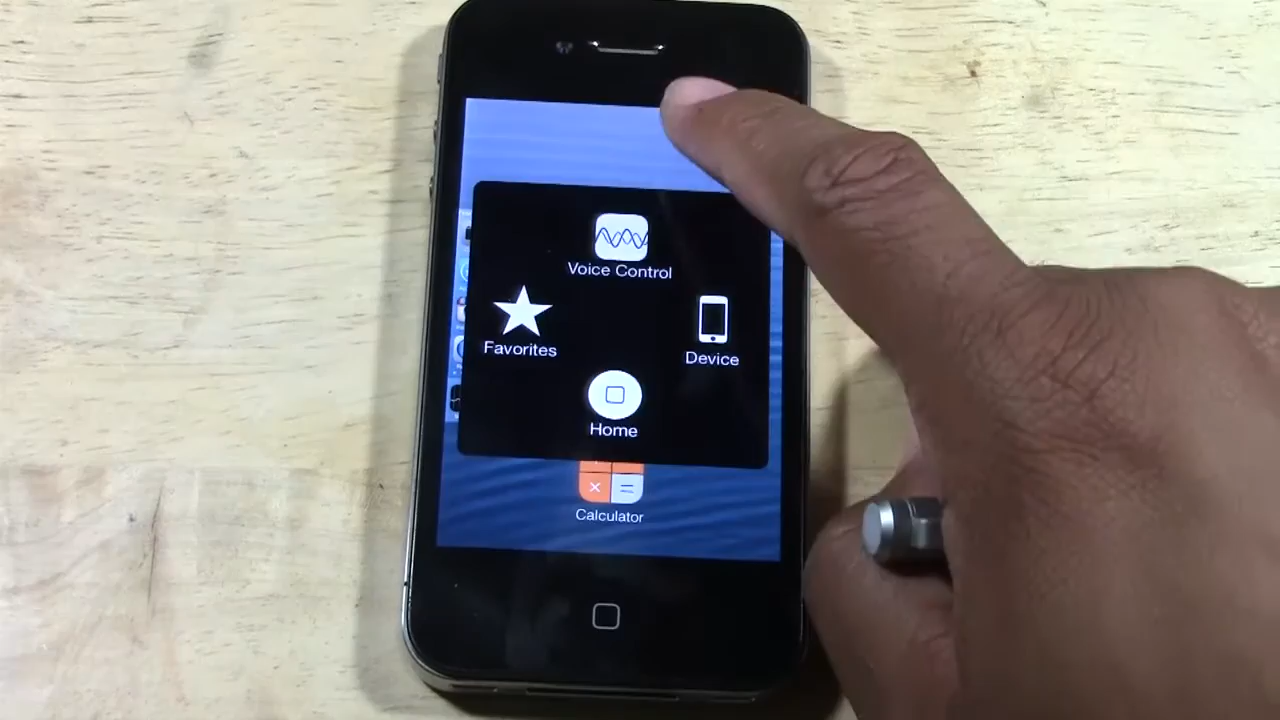 Voice Control
Favorites
Device
Home
Calculator